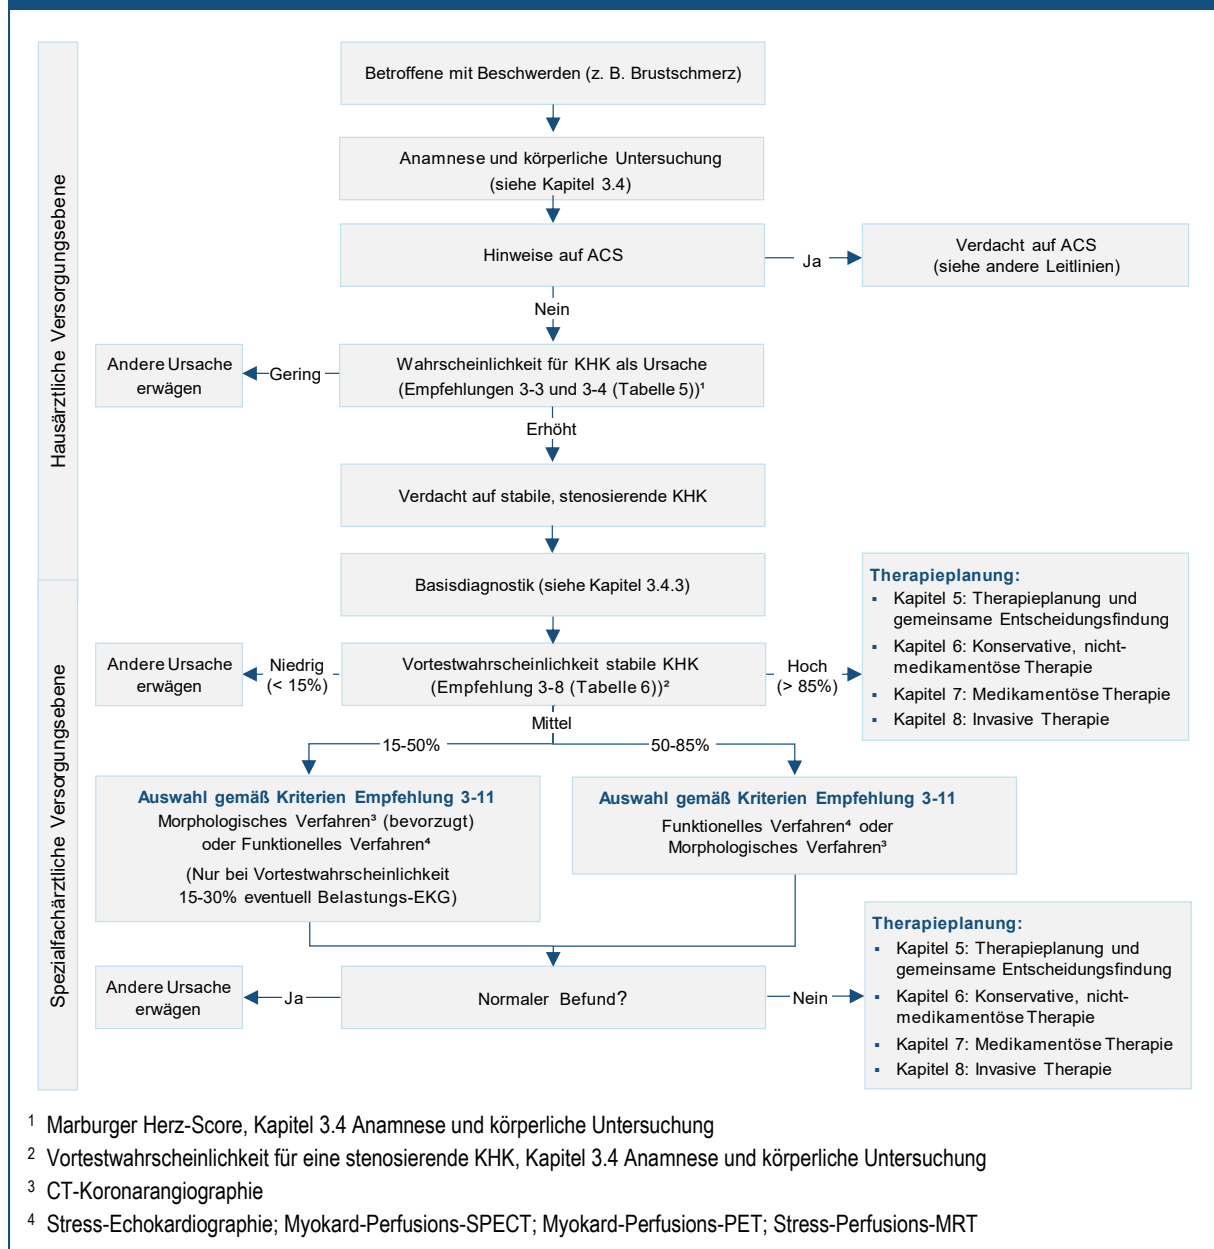 Hausärztliche Versorgungsebene
Betroffene mit Beschwerden (z. B. Brustschmerz)
Anamnese und körperliche Untersuchung
(siehe Kapitel 3.4)
Hinweise auf ACS
Ja
Verdacht auf ACS
(siehe andere Leitlinien)
Nein
Andere Ursache
erwägen
Gering
Wahrscheinlichkeit für KHK als Ursache
(Empfehlungen 3-3 und 3-4 (Tabelle 5))¹
Erhöht
Verdacht auf stabile, stenosierende KHK
Spezialfachärztliche Versorgungsebene
Basisdiagnostik (siehe Kapitel 3.4.3)
Andere Ursache
erwägen
Niedrig
(< 15%)
Vortestwahrscheinlichkeit stabile KHK
(Empfehlung 3-8 (Tabelle 6))²
Hoch
(> 85%)
Therapieplanung:
▪ Kapitel 5: Therapieplanung und
gemeinsame Entscheidungsfindung
▪ Kapitel 6: Konservative, nicht-
medikamentöse Therapie
▪ Kapitel 7: Medikamentöse Therapie
▪ Kapitel 8: Invasive Therapie
Mittel
15-50%
50-85%
Auswahl gemäß Kriterien Empfehlung 3-11
Morphologisches Verfahren³ (bevorzugt)
oder Funktionelles Verfahren⁴
(Nur bei Vortestwahrscheinlichkeit
15-30% eventuell Belastungs-EKG)
Auswahl gemäß Kriterien Empfehlung 3-11
Funktionelles Verfahren⁴ oder
Morphologisches Verfahren³
Andere Ursache
erwägen
Ja
Normaler Befund?
Nein
Therapieplanung:
▪ Kapitel 5: Therapieplanung und
gemeinsame Entscheidungsfindung
▪ Kapitel 6: Konservative, nicht-
medikamentöse Therapie
▪ Kapitel 7: Medikamentöse Therapie
▪ Kapitel 8: Invasive Therapie
¹ Marburger Herz-Score, Kapitel 3.4 Anamnese und körperliche Untersuchung
² Vortestwahrscheinlichkeit für eine stenosierende KHK, Kapitel 3.4 Anamnese und körperliche Untersuchung
³ CT-Koronarangiographie
⁴ Stress-Echokardiographie; Myokard-Perfusions-SPECT; Myokard-Perfusions-PET; Stress-Perfusions-MRT